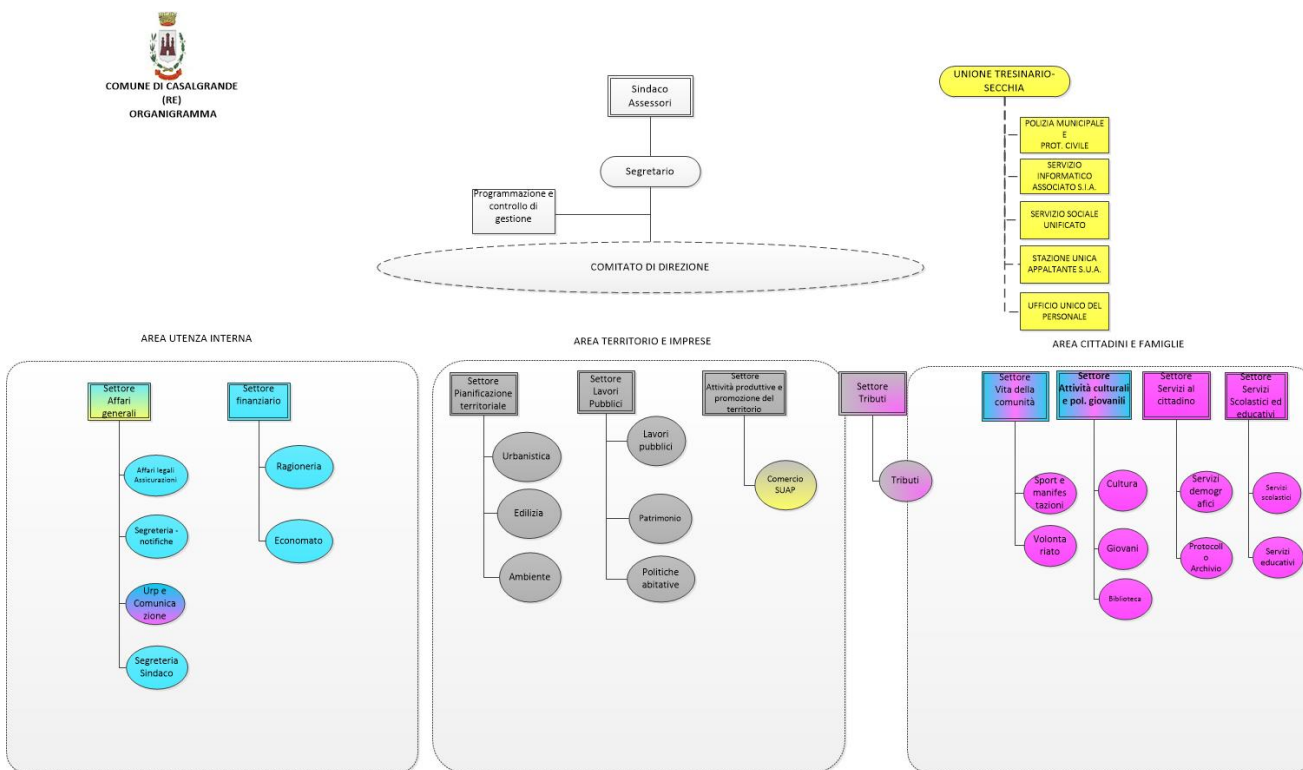 COMUNE DI CASALGRANDE
(RE)
ORGANIGRAMMA
Sindaco
Assessori
Segretario
Programmazione e
controllo di
gestione
COMITATO DI DIREZIONE
UNIONE TRESINARIO-
SECCHIA
POLIZIA MUNICIPALE
E
PROT. CIVILE
SERVIZIO
INFORMATICO
ASSOCIATO S.I.A.
SERVIZIO SOCIALE
UNIFICATO
STAZIONE UNICA
APPALTANTE S.U.A.
UFFICIO UNICO DEL
PERSONALE
AREA UTENZA INTERNA
Settore
Affari
generali
Affari legali
Assicurazioni
Segreteria -
notifiche
Urp e
Comunica
zione
Segreteria
Sindaco
Settore
finanziario
Ragioneria
Economato
AREA TERRITORIO E IMPRESE
Settore
Pianificazione
territoriale
Urbanistica
Edilizia
Ambiente
Settore
Lavori
Pubblici
Lavori
pubblici
Patrimonio
Politiche
abitative
Settore
Attività produttive e
promozione del
territorio
Comercio
SUAP
Settore
Tributi
Tributi
AREA CITTADINI E FAMIGLIE
Settore
Vita della
comunità
Sport e
manifes
tazioni
Volonta
riato
Settore
Attività culturali
e pol. giovanili
Cultura
Giovani
Biblioteca
Settore
Servizi al
cittadino
Servizi
demogr
afici
Protocoll
o
Archivio
Settore
Servizi
Scolastici ed
educativi
Servizi
scolastici
Servizi
educativi